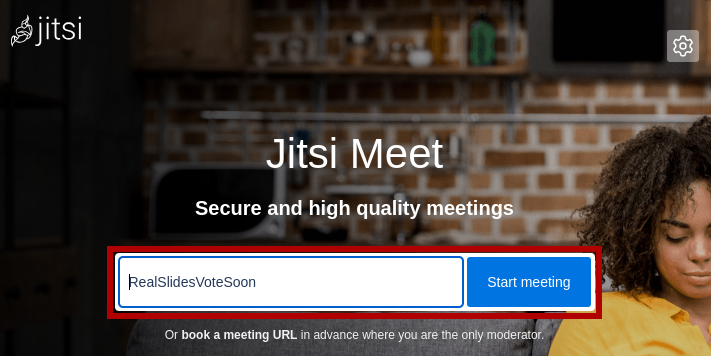 jitsi
Jitsi Meet
Secure and high quality meetings
RealSlidesVoteSoon
Start meeting
Or book a meeting URL in advance where you are the only moderator.